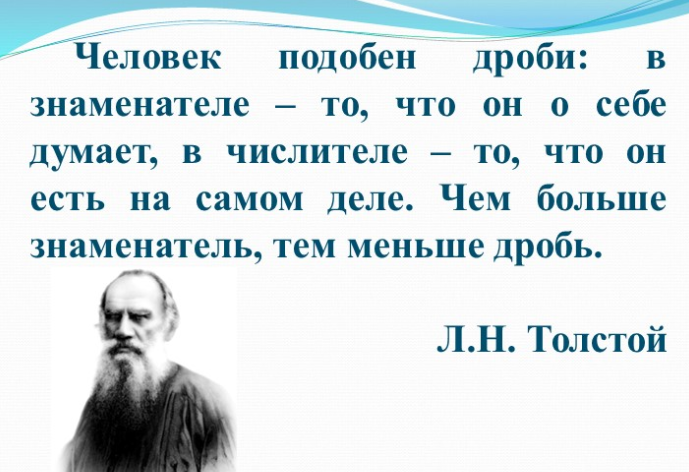 Человек подобен дроби: в
знаменателе – то, что он о себе
думает, в числителе – то, что он
есть на самом деле. Чем больше
знаменатель, тем меньше дробь.
Л.Н. Толстой